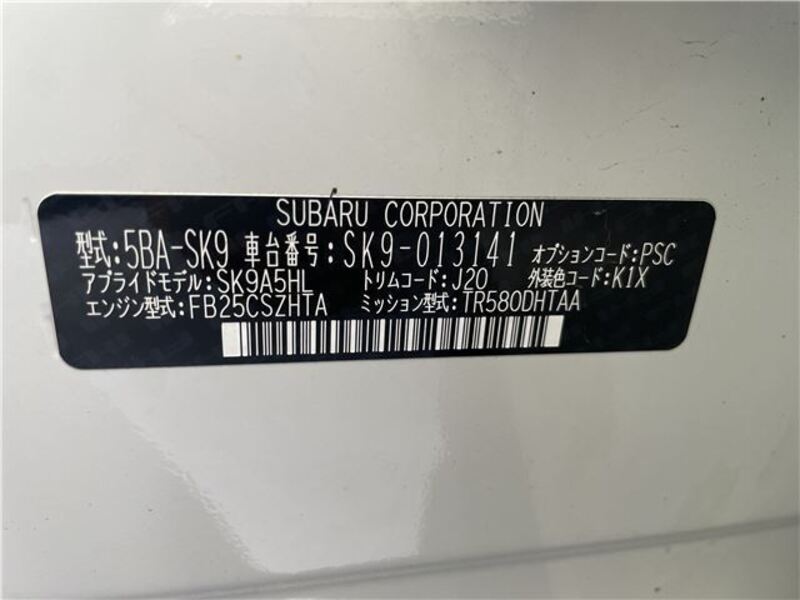 SUBARU CORPORATION
型式:5BA-SK9 車台番号:SK9-013141 オプションコード:PSC
アプライドモデル:SK9A5HL トリムコード:J20 外装色コード:K1X
エンジン型式:FB25CSZHTA ミッション型式:TR580DHTAA